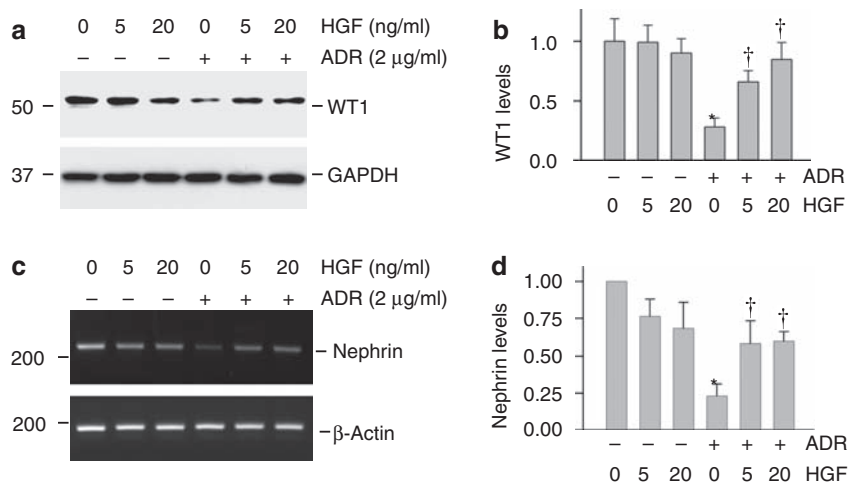 a
0 5 20 0 5 20 HGF (ng/ml)
– – – + + + ADR (2 μg/ml)
50 – – WT1
37 – – GAPDH
b
WT1 levels
1.0
0.5
0.0
* † †
– – – + + + ADR
0 5 20 0 5 20 HGF
c
0 5 20 0 5 20 HGF (ng/ml)
– – – + + + ADR (2 μg/ml)
200 – – Nephrin
200 – – β-Actin
d
Nephrin levels
1.00
0.75
0.50
0.25
0.00
* † †
– – – + + + ADR
0 5 20 0 5 20 HGF